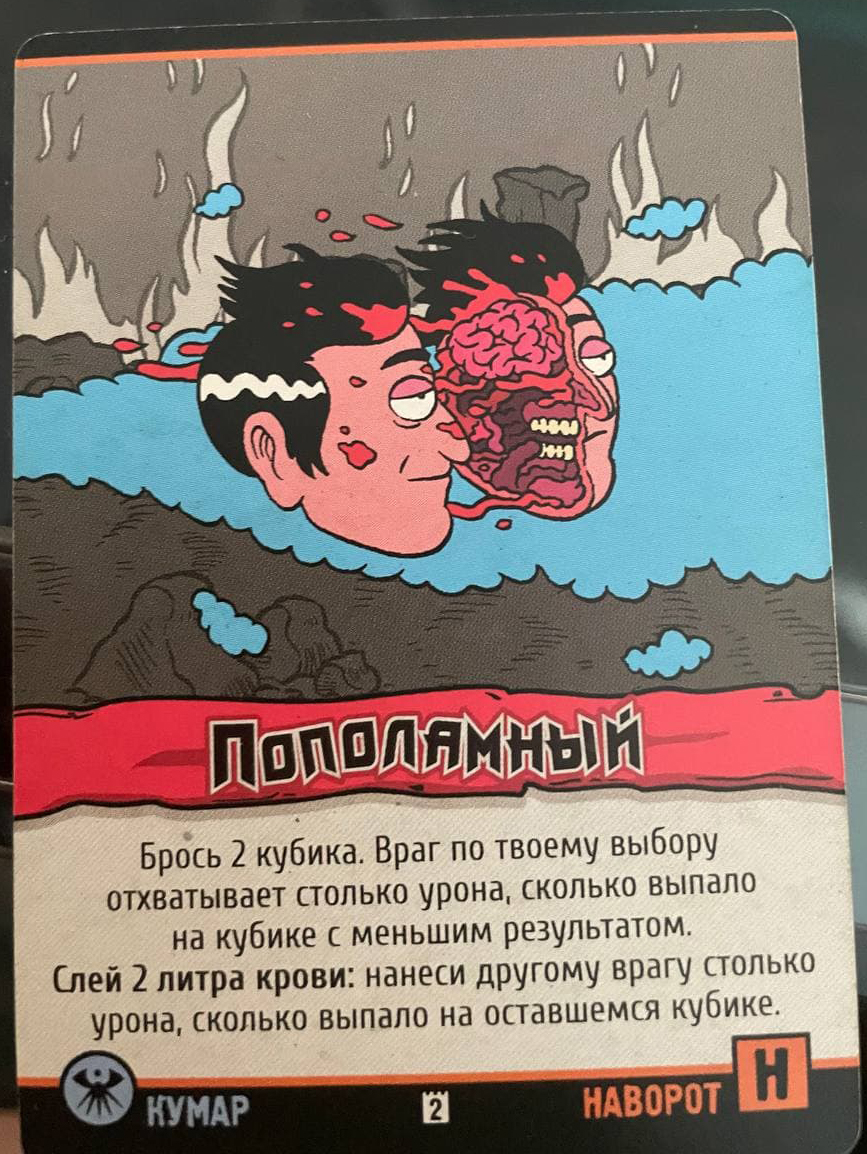 Пополамный
Брось 2 кубика. Враг по твоему выбору
отхватывает столько урона, сколько выпало
на кубике с меньшим результатом.
Слей 2 литра крови: нанеси другому врагу столько
урона, сколько выпало на оставшемся кубике.
КУМАР 2 НАВОРОТ Н